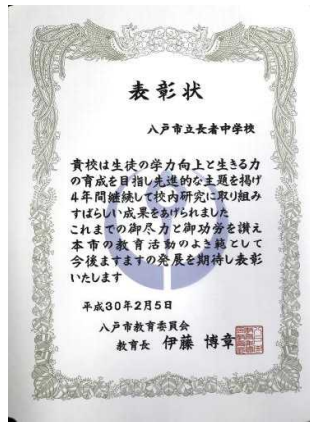 表彰状
八戸市立長者中学校
貴校は生徒の学力向上と生きる力
の育成を目指し先進的な主題を掲げ
4年間継続して校内研究に取り組み
すばらしい成果をあげられました
これまでの御尽力と御功労を讃え
本市の教育活動のよき範として
今後ますますの発展を期待し表彰
いたします
平成30年2月5日
八戸市教育委員会
教育長 伊藤 博章